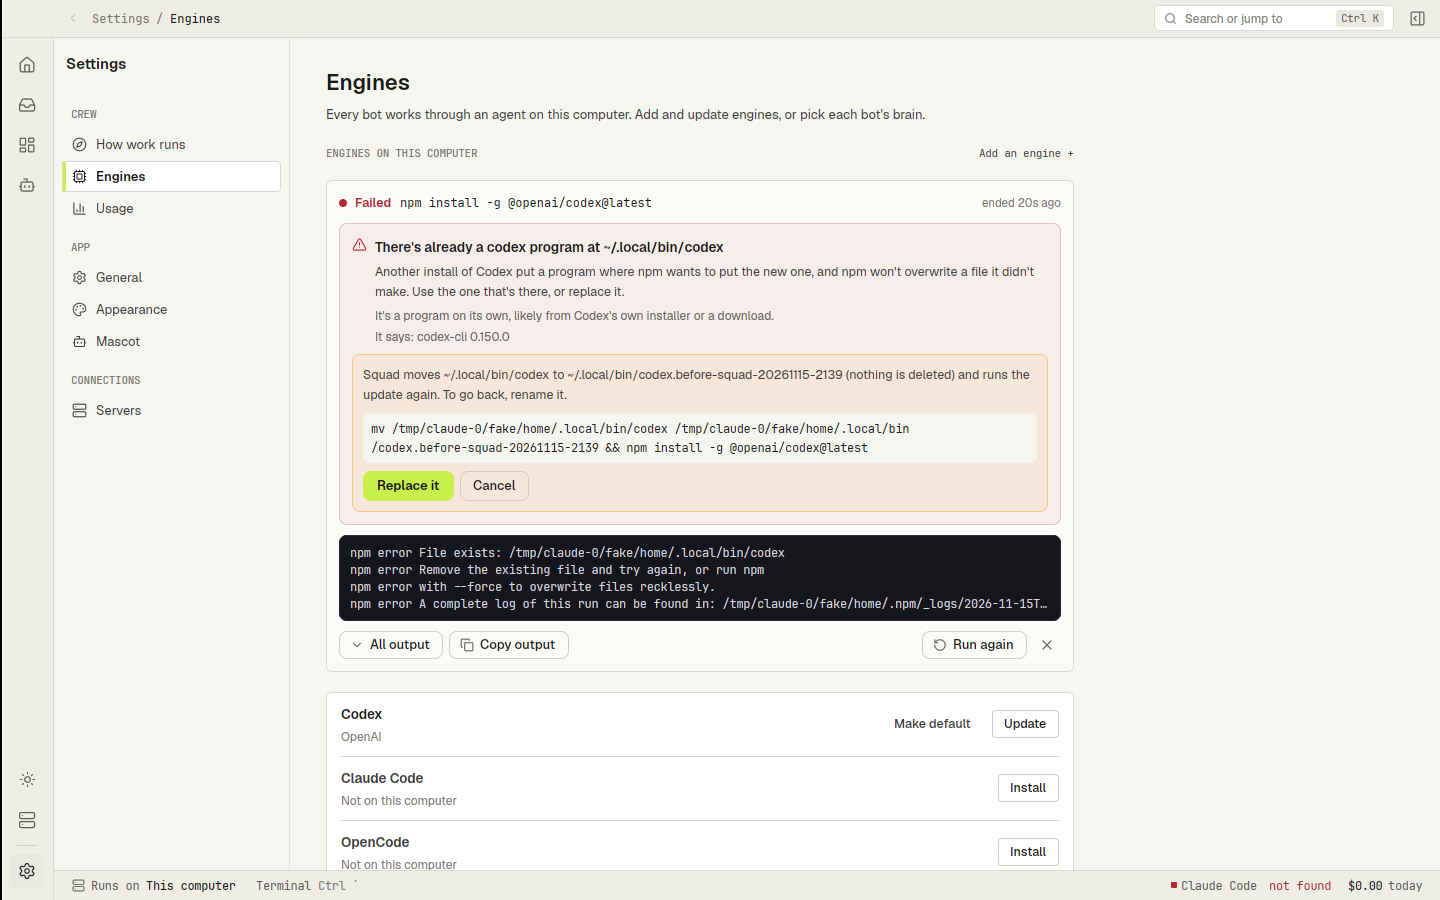 Settings / Engines
Search or jump to
Ctrl K
Settings
CREW
How work runs
Engines
Usage
APP
General
Appearance
Mascot
CONNECTIONS
Servers
Engines
Every bot works through an agent on this computer. Add and update engines, or pick each bot's brain.
ENGINES ON THIS COMPUTER
Add an engine +
Failed npm install -g @openai/codex@latest
ended 20s ago
There's already a codex program at ~/.local/bin/codex
Another install of Codex put a program where npm wants to put the new one, and npm won't overwrite a file it didn't
make. Use the one that's there, or replace it.
It's a program on its own, likely from Codex's own installer or a download.
It says: codex-cli 0.150.0
Squad moves ~/.local/bin/codex to ~/.local/bin/codex.before-squad-20261115-2139 (nothing is deleted) and runs the
update again. To go back, rename it.
mv /tmp/claude-0/fake/home/.local/bin/codex /tmp/claude-0/fake/home/.local/bin
/codex.before-squad-20261115-2139 && npm install -g @openai/codex@latest
Replace it
Cancel
npm error File exists: /tmp/claude-0/fake/home/.local/bin/codex
npm error Remove the existing file and try again, or run npm
npm error with --force to overwrite files recklessly.
npm error A complete log of this run can be found in: /tmp/claude-0/fake/home/.npm/_logs/2026-11-15T…
All output
Copy output
Run again
Codex
OpenAI
Make default
Update
Claude Code
Not on this computer
Install
OpenCode
Not on this computer
Install
Runs on This computer
Terminal Ctrl `
Claude Code not found
$0.00 today